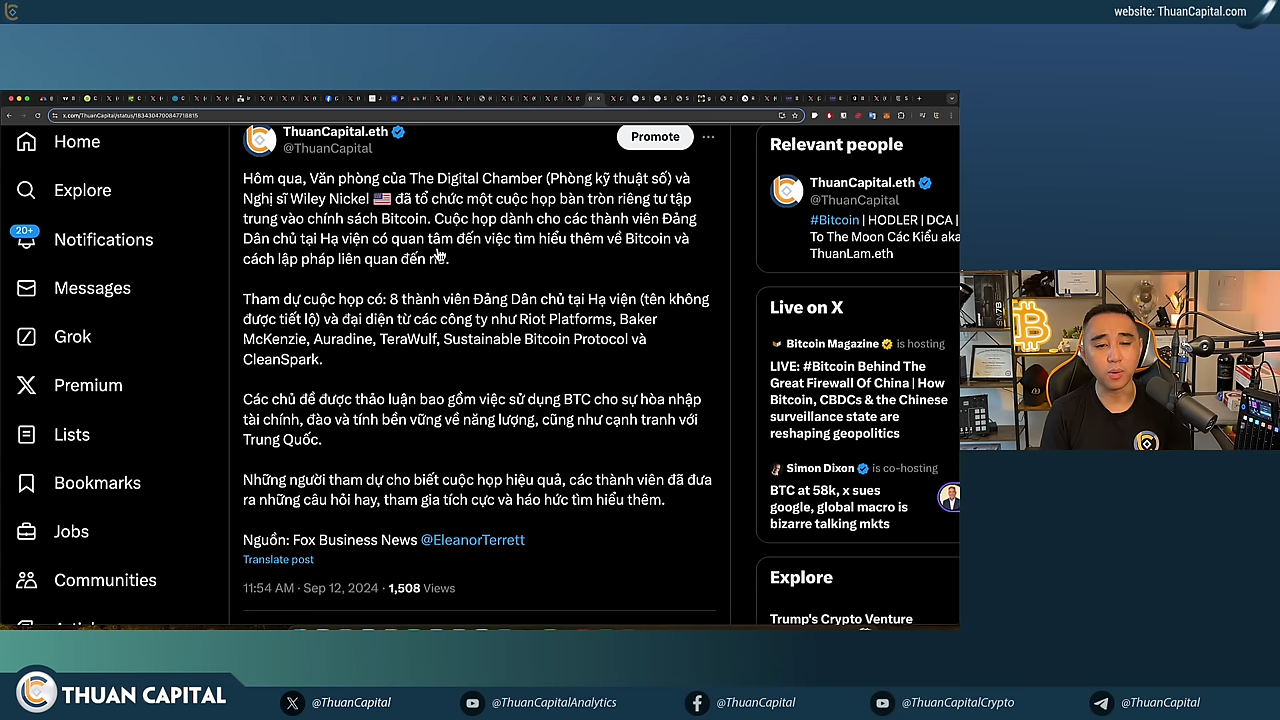 website: ThuanCapital.com
x.com/ThuanCapital/status/1834304700847718815
Home
Explore
20+
Notifications
Messages
Grok
Premium
Lists
Bookmarks
Jobs
Communities
ThuanCapital.eth
@ThuanCapital
Promote
Hôm qua, Văn phòng của The Digital Chamber (Phòng kỹ thuật số) và
Nghị sĩ Wiley Nickel 🇺🇸 đã tổ chức một cuộc họp bàn tròn riêng tư tập
trung vào chính sách Bitcoin. Cuộc họp dành cho các thành viên Đảng
Dân chủ tại Hạ viện có quan tâm đến việc tìm hiểu thêm về Bitcoin và
cách lập pháp liên quan đến nó.
Tham dự cuộc họp có: 8 thành viên Đảng Dân chủ tại Hạ viện (tên không
được tiết lộ) và đại diện từ các công ty như Riot Platforms, Baker
McKenzie, Auradine, TeraWulf, Sustainable Bitcoin Protocol và
CleanSpark.
Các chủ đề được thảo luận bao gồm việc sử dụng BTC cho sự hòa nhập
tài chính, đào và tính bền vững về năng lượng, cũng như cạnh tranh với
Trung Quốc.
Những người tham dự cho biết cuộc họp hiệu quả, các thành viên đã đưa
ra những câu hỏi hay, tham gia tích cực và háo hức tìm hiểu thêm.
Nguồn: Fox Business News @EleanorTerrett
Translate post
11:54 AM · Sep 12, 2024 · 1,508 Views
Relevant people
ThuanCapital.eth
@ThuanCapital
#Bitcoin | HODLER | DCA |
To The Moon Các Kiểu aka
ThuanLam.eth
Live on X
Bitcoin Magazine is hosting
LIVE: #Bitcoin Behind The
Great Firewall Of China | How
Bitcoin, CBDCs & the Chinese
surveillance state are
reshaping geopolitics
Simon Dixon is co-hosting
BTC at 58k, x sues
google, global macro is
bizarre talking mkts
Explore
Trump's Crypto Venture
THUAN CAPITAL
@ThuanCapital
@ThuanCapitalAnalytics
@ThuanCapital
@ThuanCapitalCrypto
@ThuanCapital